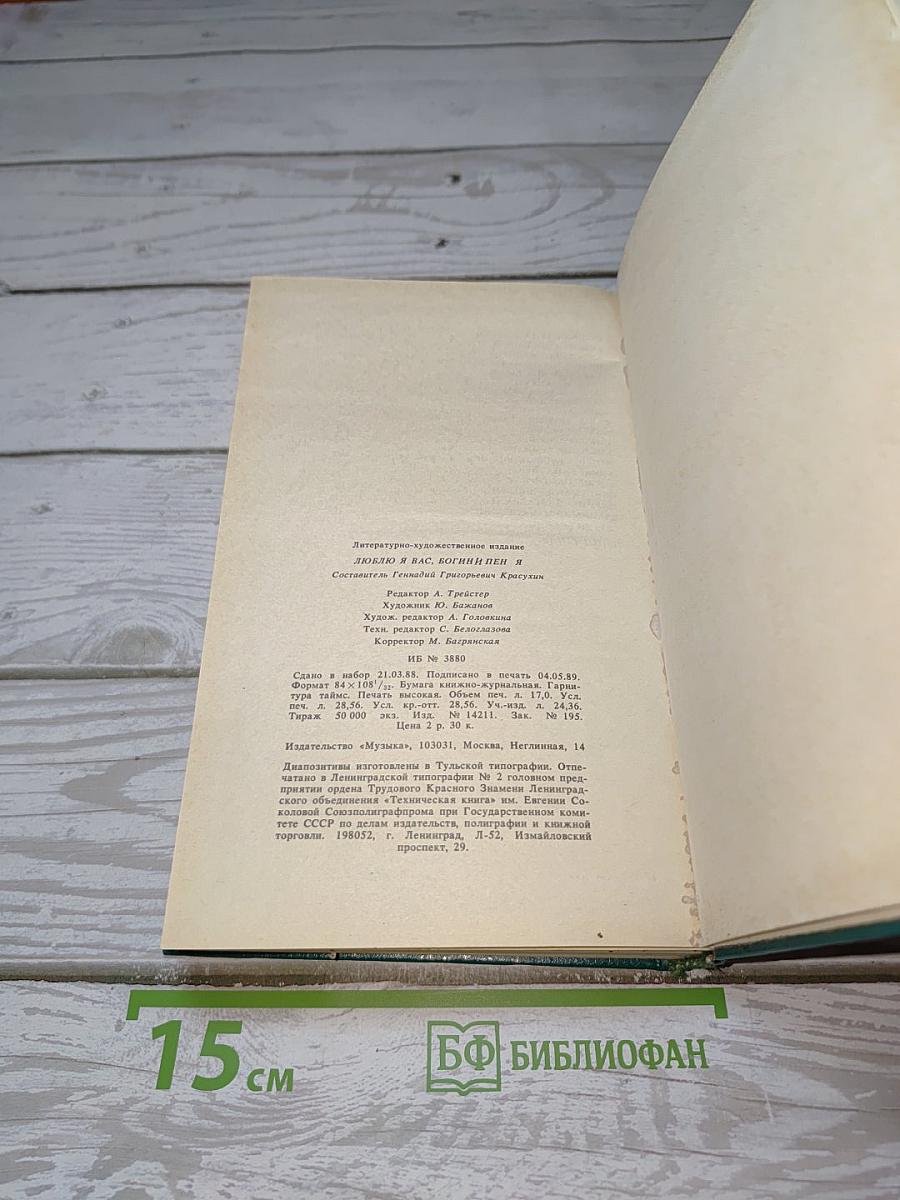 Литературно-художественное издание
ЛЮБЛЮ Я ВАС, БОГИНИ ПЕН Я
Составитель Геннадий Григорьевич Красухин
Редактор А. Трейстер
Художник Ю. Бажанов
Худож. редактор А. Головкина
Техн. редактор С. Белоглазова
Корректор М. Багрянская
ИБ № 3880
Сдано в набор 21.03.88. Подписано в печать 04.05.89.
Формат 84×108¹/₃₂. Бумага книжно-журнальная. Гарни-
тура таймс. Печать высокая. Объем печ. л. 17,0. Усл.
печ. л. 28,56. Усл. кр.-отт. 28,56. Уч.-изд. л. 24,36.
Тираж 50 000 экз. Изд. № 14211. Зак. № 195.
Цена 2 р. 30 к.
Издательство «Музыка», 103031, Москва, Неглинная, 14
Диапозитивы изготовлены в Тульской типографии. Отпе-
чатано в Ленинградской типографии № 2 головном пред-
приятии ордена Трудового Красного Знамени Ленинград-
ского объединения «Техническая книга» им. Евгении Со-
коловой Союзполиграфпрома при Государственном коми-
тете СССР по делам издательств, полиграфии и книжной
торговли. 198052, г. Ленинград, Л-52, Измайловский
проспект, 29.
15 см
БФ БИБЛИОФАН